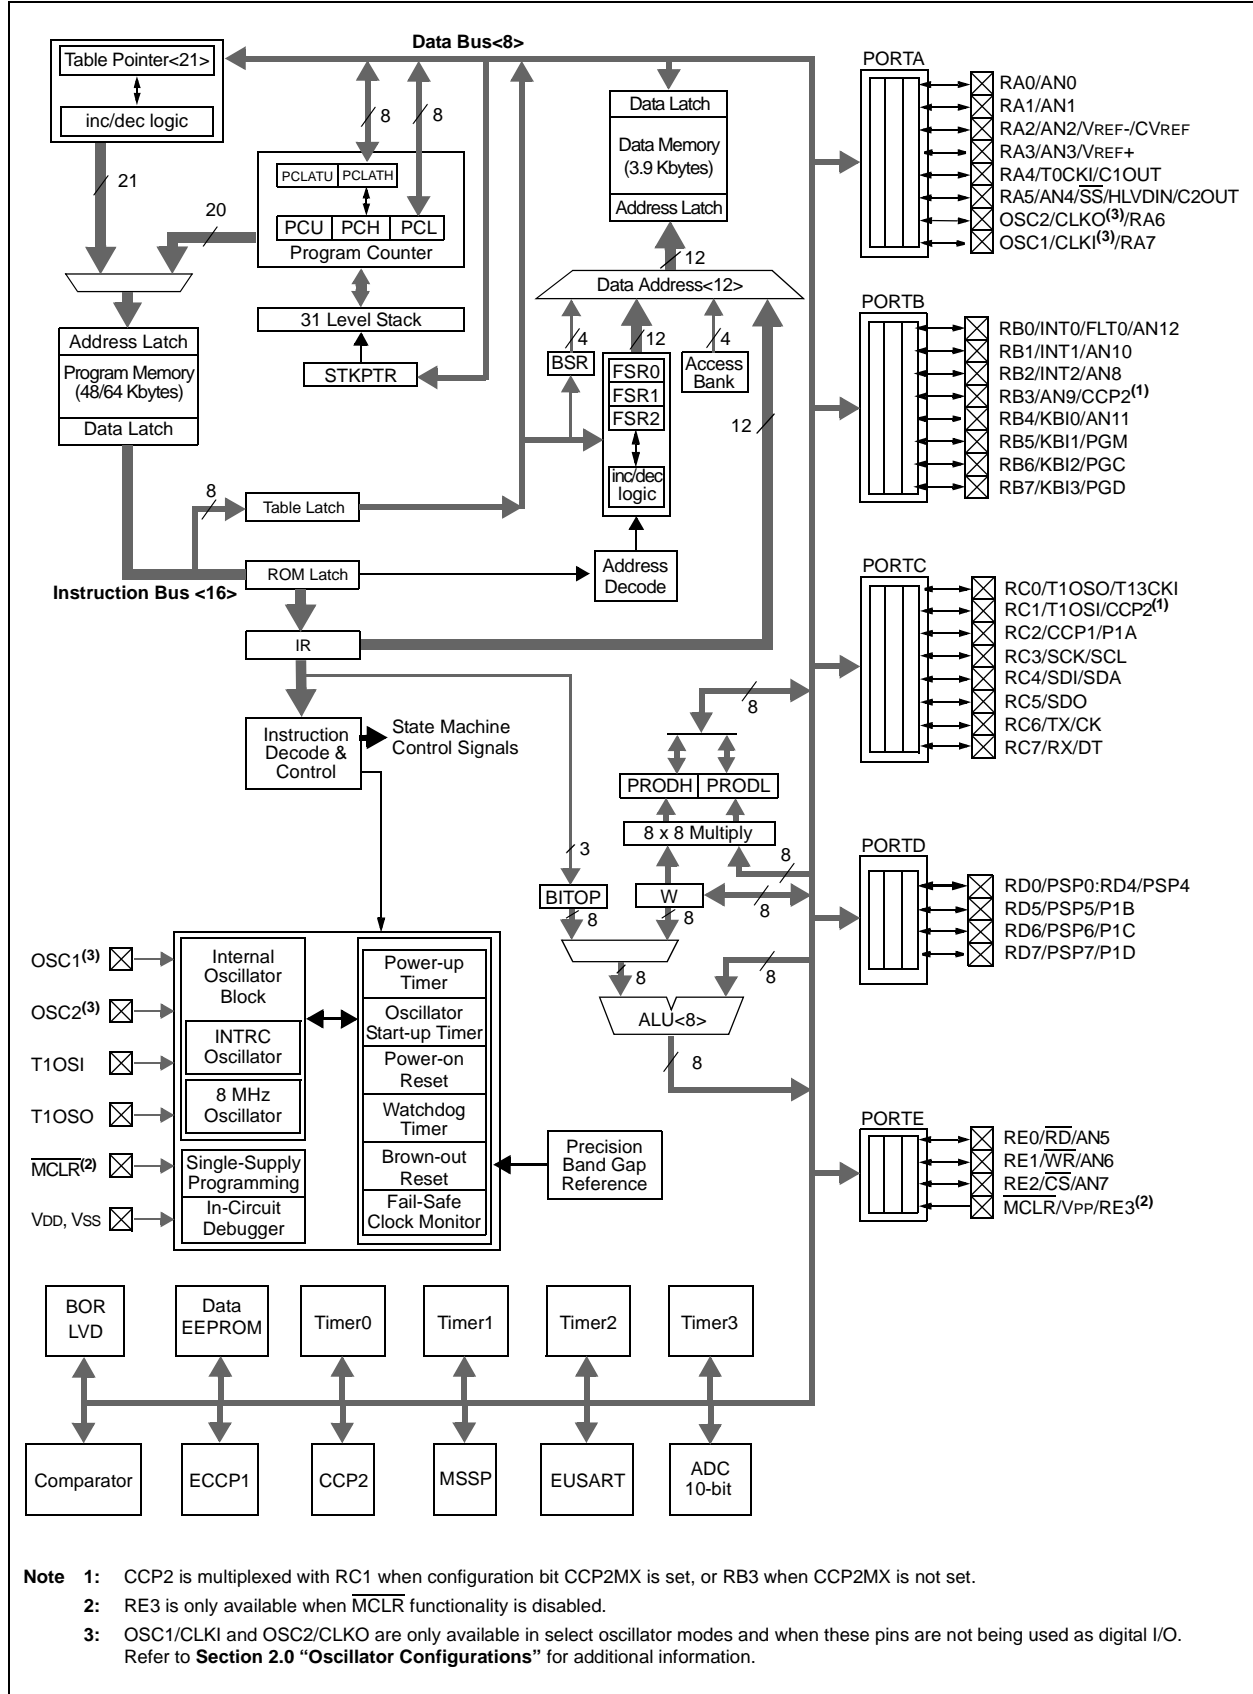 Data Bus<8>
Table Pointer<21>
inc/dec logic
21
20
8
8
PCLATU
PCLATH
PCU
PCH
PCL
Program Counter
31 Level Stack
STKPTR
Data Latch
Data Memory
(3.9 Kbytes)
Address Latch
12
Data Address<12>
4
12
4
BSR
FSR0
FSR1
FSR2
inc/dec
logic
Access
Bank
12
Address Latch
Program Memory
(48/64 Kbytes)
Data Latch
8
Table Latch
ROM Latch
Instruction Bus <16>
Address
Decode
IR
Instruction
Decode &
Control
State Machine
Control Signals
8
PRODH
PRODL
8 x 8 Multiply
3
8
BITOP
W
8
8
8
8
8
ALU<8>
8
OSC1(3)
OSC2(3)
T1OSI
T1OSO
MCLR(2)
VDD, VSS
Internal
Oscillator
Block
INTRC
Oscillator
8 MHz
Oscillator
Single-Supply
Programming
In-Circuit
Debugger
Power-up
Timer
Oscillator
Start-up Timer
Power-on
Reset
Watchdog
Timer
Brown-out
Reset
Fail-Safe
Clock Monitor
Precision
Band Gap
Reference
PORTA
RA0/AN0
RA1/AN1
RA2/AN2/VREF-/CVREF
RA3/AN3/VREF+
RA4/T0CKI/C1OUT
RA5/AN4/SS/HLVDIN/C2OUT
OSC2/CLKO(3)/RA6
OSC1/CLKI(3)/RA7
PORTB
RB0/INT0/FLT0/AN12
RB1/INT1/AN10
RB2/INT2/AN8
RB3/AN9/CCP2(1)
RB4/KBI0/AN11
RB5/KBI1/PGM
RB6/KBI2/PGC
RB7/KBI3/PGD
PORTC
RC0/T1OSO/T13CKI
RC1/T1OSI/CCP2(1)
RC2/CCP1/P1A
RC3/SCK/SCL
RC4/SDI/SDA
RC5/SDO
RC6/TX/CK
RC7/RX/DT
PORTD
RD0/PSP0:RD4/PSP4
RD5/PSP5/P1B
RD6/PSP6/P1C
RD7/PSP7/P1D
PORTE
RE0/RD/AN5
RE1/WR/AN6
RE2/CS/AN7
MCLR/VPP/RE3(2)
BOR
LVD
Data
EEPROM
Timer0
Timer1
Timer2
Timer3
Comparator
ECCP1
CCP2
MSSP
EUSART
ADC
10-bit
Note 1: CCP2 is multiplexed with RC1 when configuration bit CCP2MX is set, or RB3 when CCP2MX is not set.
2: RE3 is only available when MCLR functionality is disabled.
3: OSC1/CLKI and OSC2/CLKO are only available in select oscillator modes and when these pins are not being used as digital I/O.
Refer to Section 2.0 “Oscillator Configurations” for additional information.